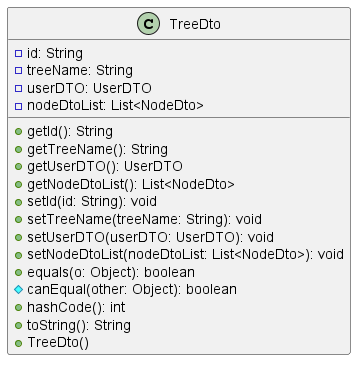 C TreeDto
id: String
treeName: String
userDTO: UserDTO
nodeDtoList: List<NodeDto>
getId(): String
getTreeName(): String
getUserDTO(): UserDTO
getNodeDtoList(): List<NodeDto>
setId(id: String): void
setTreeName(treeName: String): void
setUserDTO(userDTO: UserDTO): void
setNodeDtoList(nodeDtoList: List<NodeDto>): void
equals(o: Object): boolean
canEqual(other: Object): boolean
hashCode(): int
toString(): String
TreeDto()